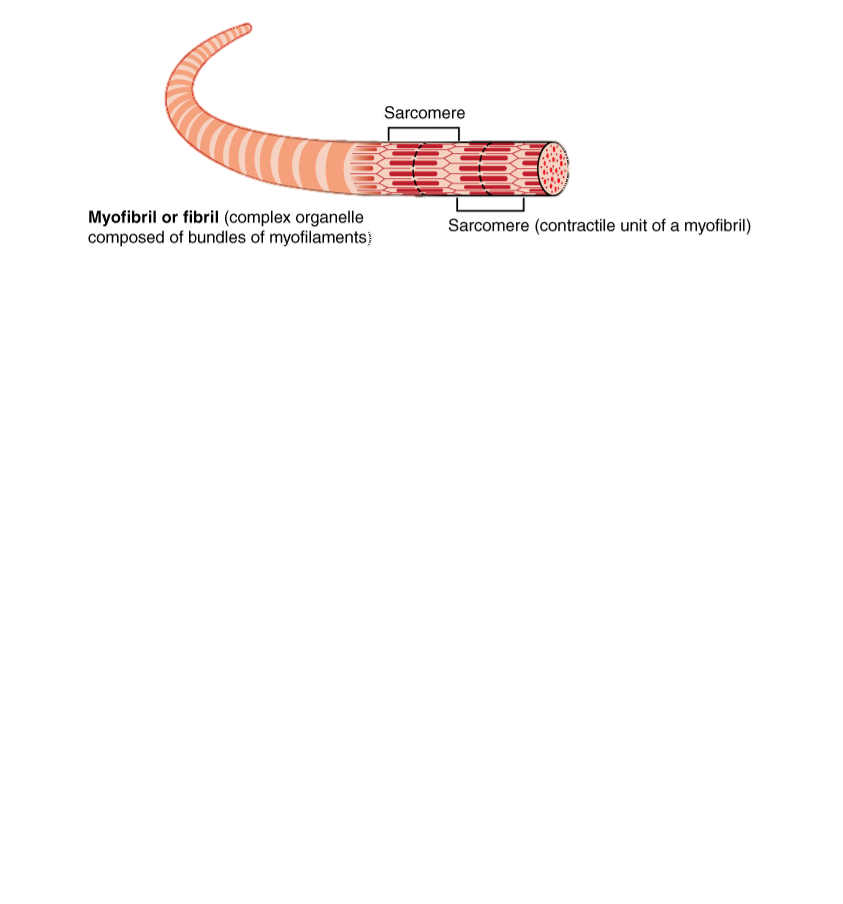 Sarcomere
Myofibril or fibril (complex organelle
composed of bundles of myofilaments)
Sarcomere (contractile unit of a myofibril)